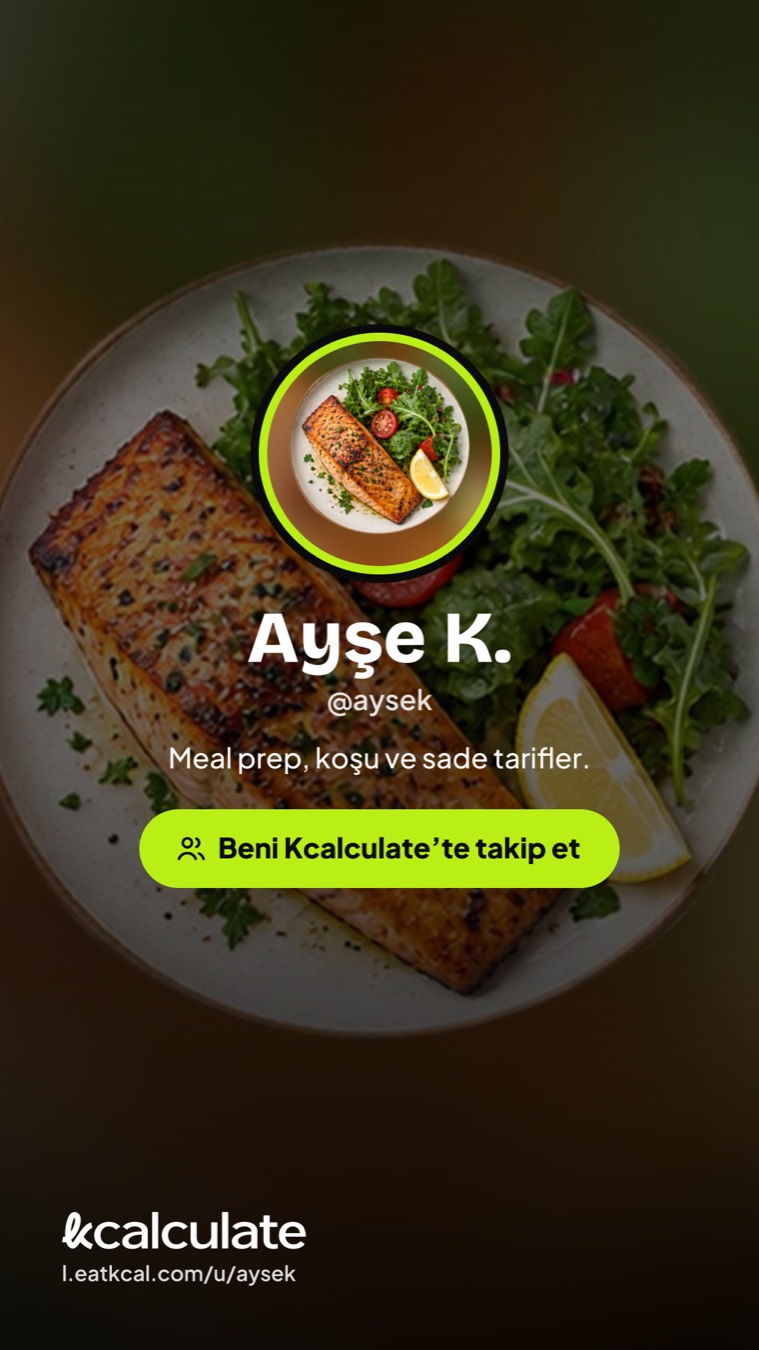 Ayşe K.
@aysek
Meal prep, koşu ve sade tarifler.
Beni Kcalculate’te takip et
kcalculate
l.eatkcal.com/u/aysek